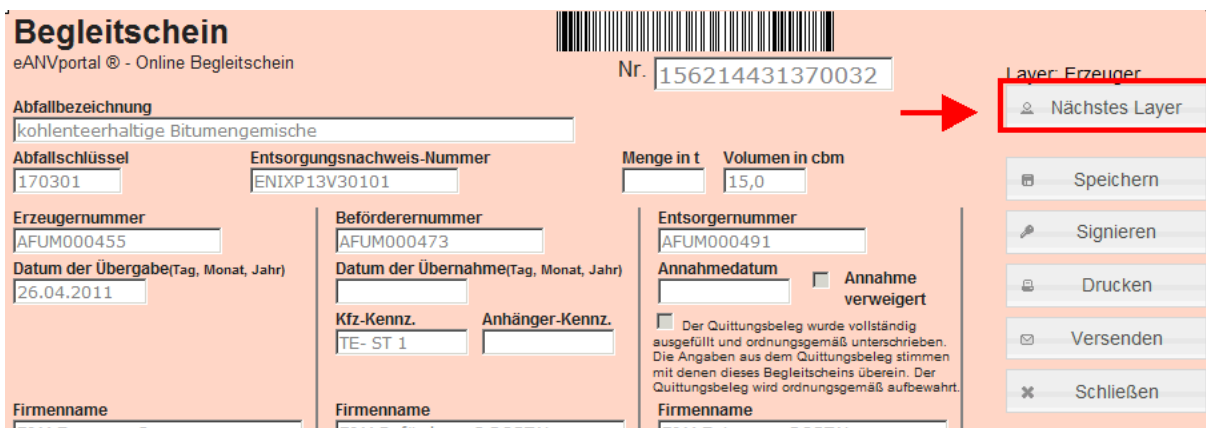 Begleitschein
eANVportal ® - Online Begleitschein
Nr. 156214431370032
Layer: Erzeuger
Nächstes Layer
Abfallbezeichnung
kohlenteerhaltige Bitumengemische
Abfallschlüssel Entsorgungsnachweis-Nummer Menge in t Volumen in cbm
170301 ENIXP13V30101 15,0
Speichern
Erzeugernummer Beförderernummer Entsorgernummer
AFUM000455 AFUM000473 AFUM000491
Signieren
Datum der Übergabe(Tag, Monat, Jahr) Datum der Übernahme(Tag, Monat, Jahr) Annahmedatum Annahme verweigert
26.04.2011
Drucken
Kfz-Kennz. Anhänger-Kennz.
TE- ST 1
Der Quittungsbeleg wurde vollständig
ausgefüllt und ordnungsgemäß unterschrieben.
Die Angaben aus dem Quittungsbeleg stimmen
mit denen dieses Begleitscheins überein. Der
Quittungsbeleg wird ordnungsgemäß aufbewahrt.
Versenden
Schließen
Firmenname Firmenname Firmenname